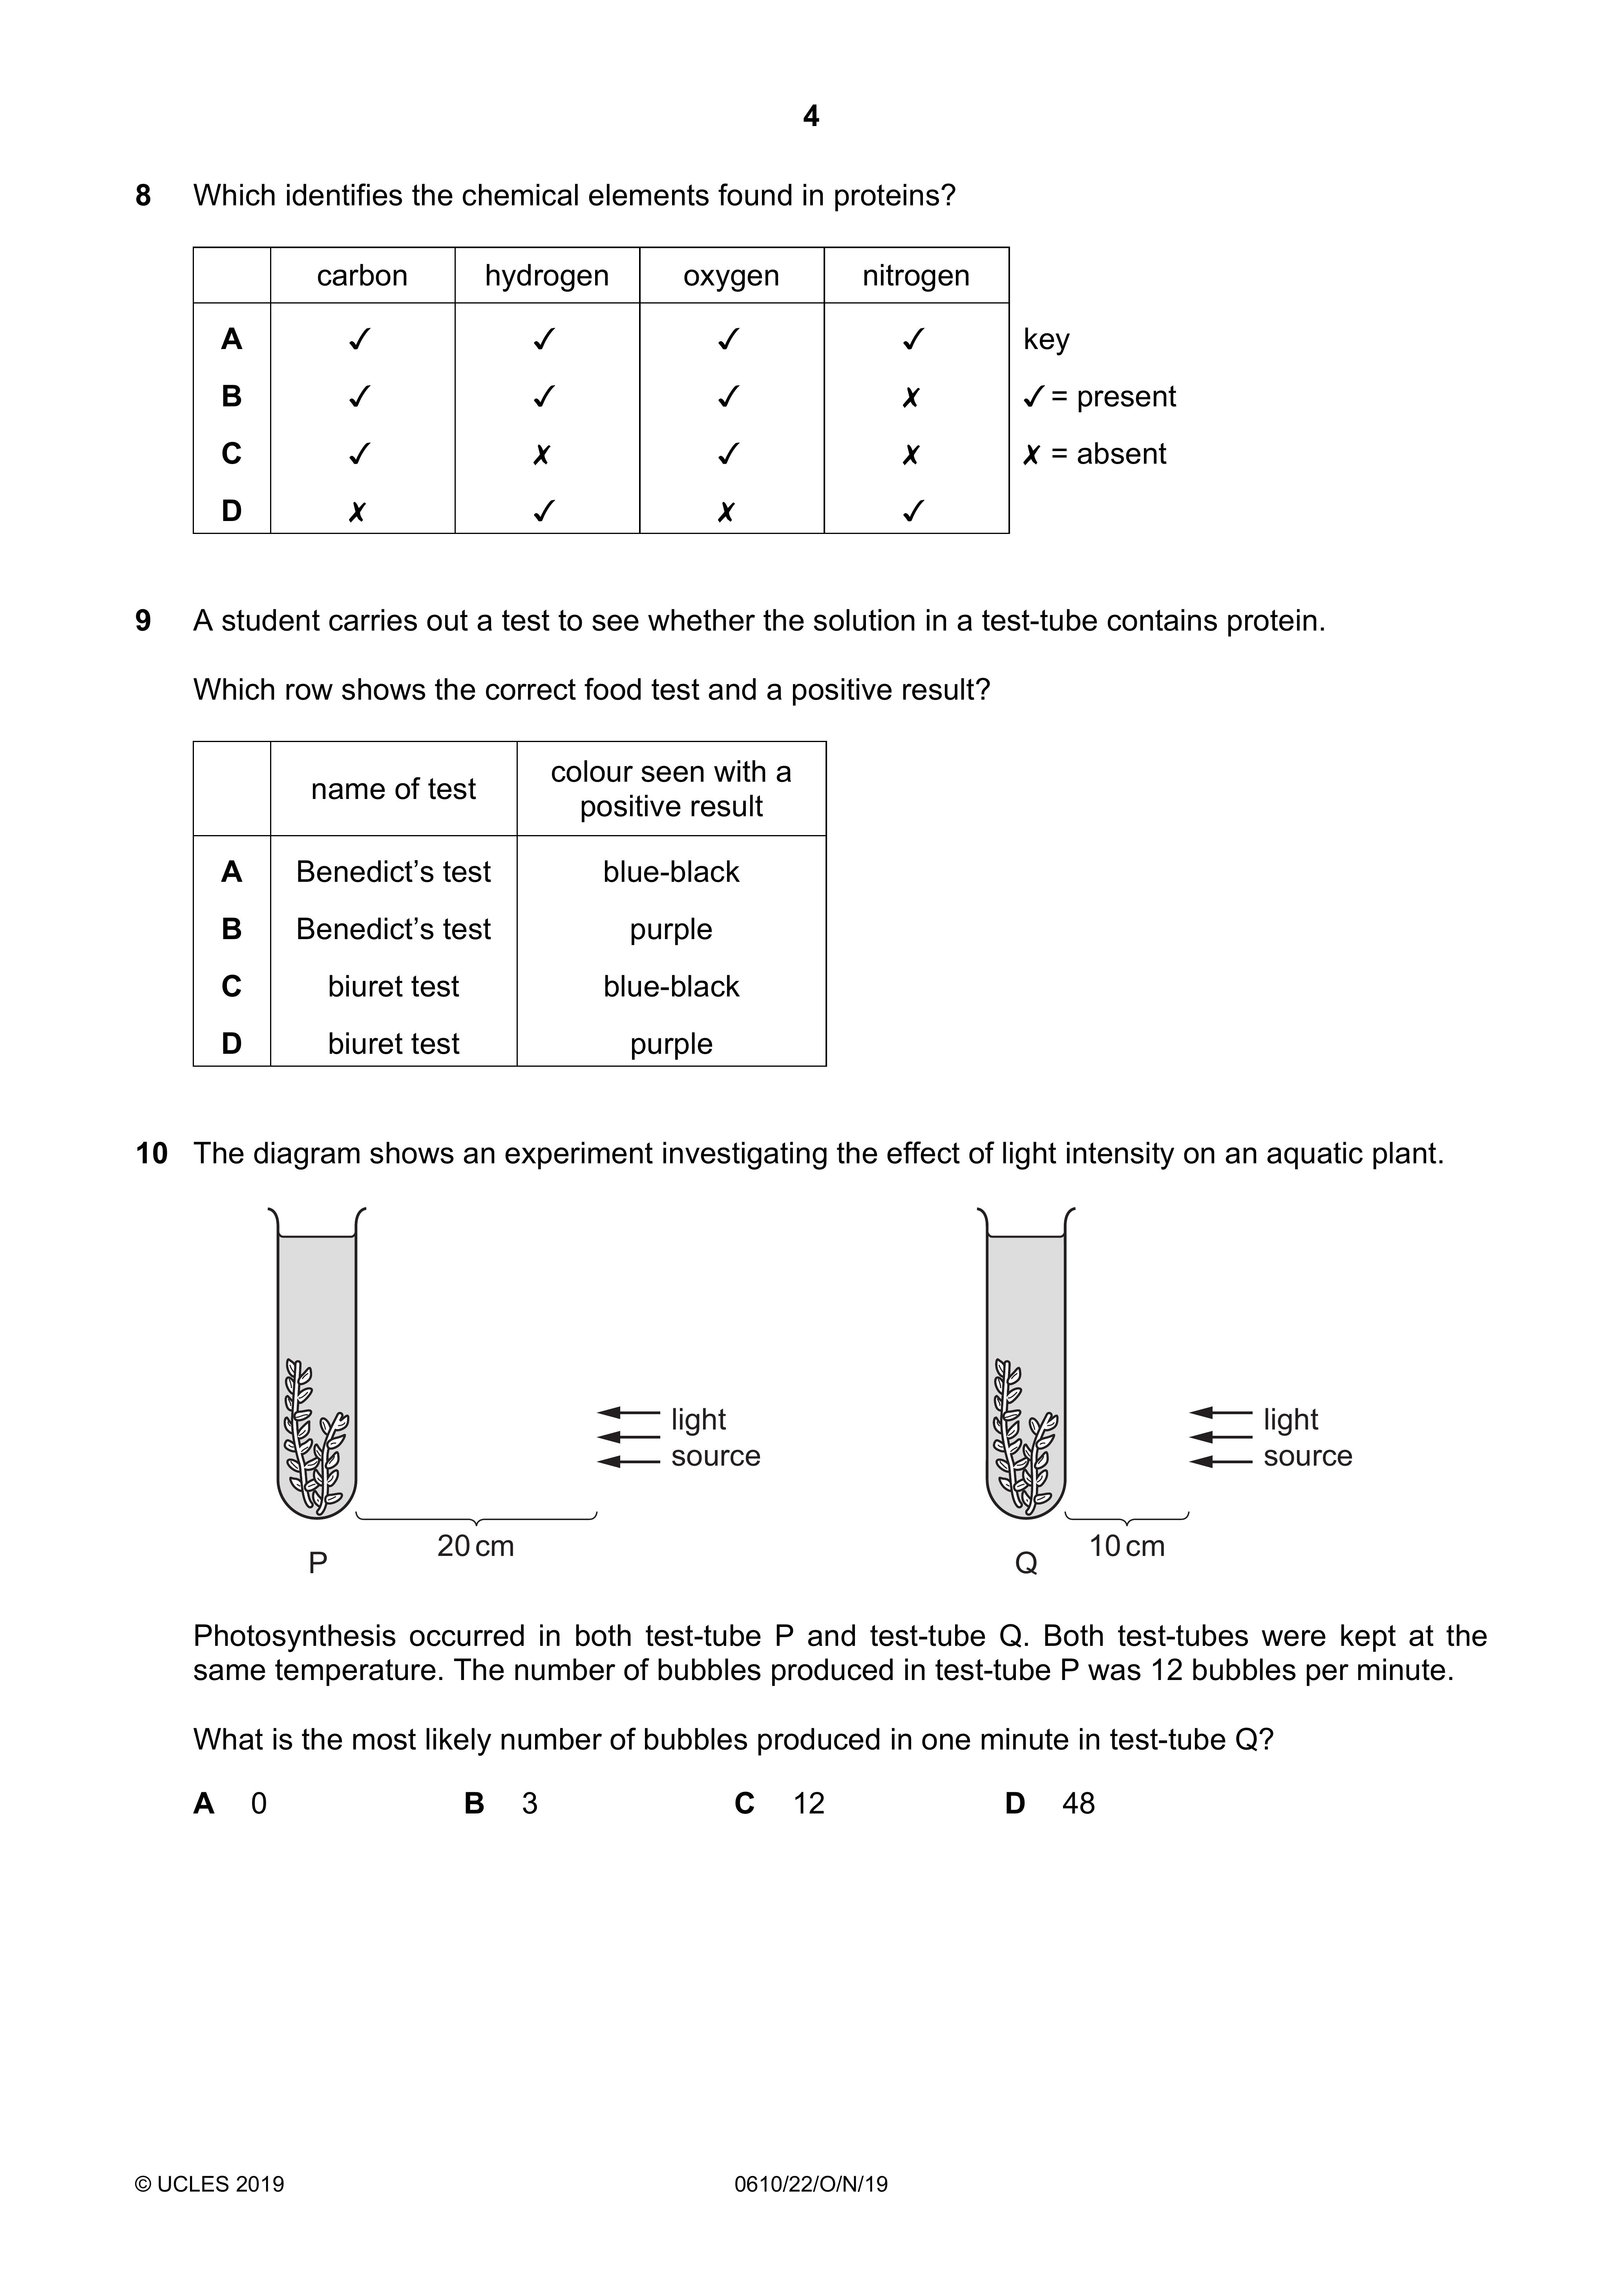 4
8 Which identifies the chemical elements found in proteins?
carbon hydrogen oxygen nitrogen
A ✓ ✓ ✓ ✓ key
B ✓ ✓ ✓ ✗ ✓ = present
C ✓ ✗ ✓ ✗ ✗ = absent
D ✗ ✓ ✗ ✓
9 A student carries out a test to see whether the solution in a test-tube contains protein.
Which row shows the correct food test and a positive result?
name of test colour seen with a
positive result
A Benedict’s test blue-black
B Benedict’s test purple
C biuret test blue-black
D biuret test purple
10 The diagram shows an experiment investigating the effect of light intensity on an aquatic plant.
light
source
20 cm
P
light
source
10 cm
Q
Photosynthesis occurred in both test-tube P and test-tube Q. Both test-tubes were kept at the
same temperature. The number of bubbles produced in test-tube P was 12 bubbles per minute.
What is the most likely number of bubbles produced in one minute in test-tube Q?
A 0 B 3 C 12 D 48
© UCLES 2019 0610/22/O/N/19